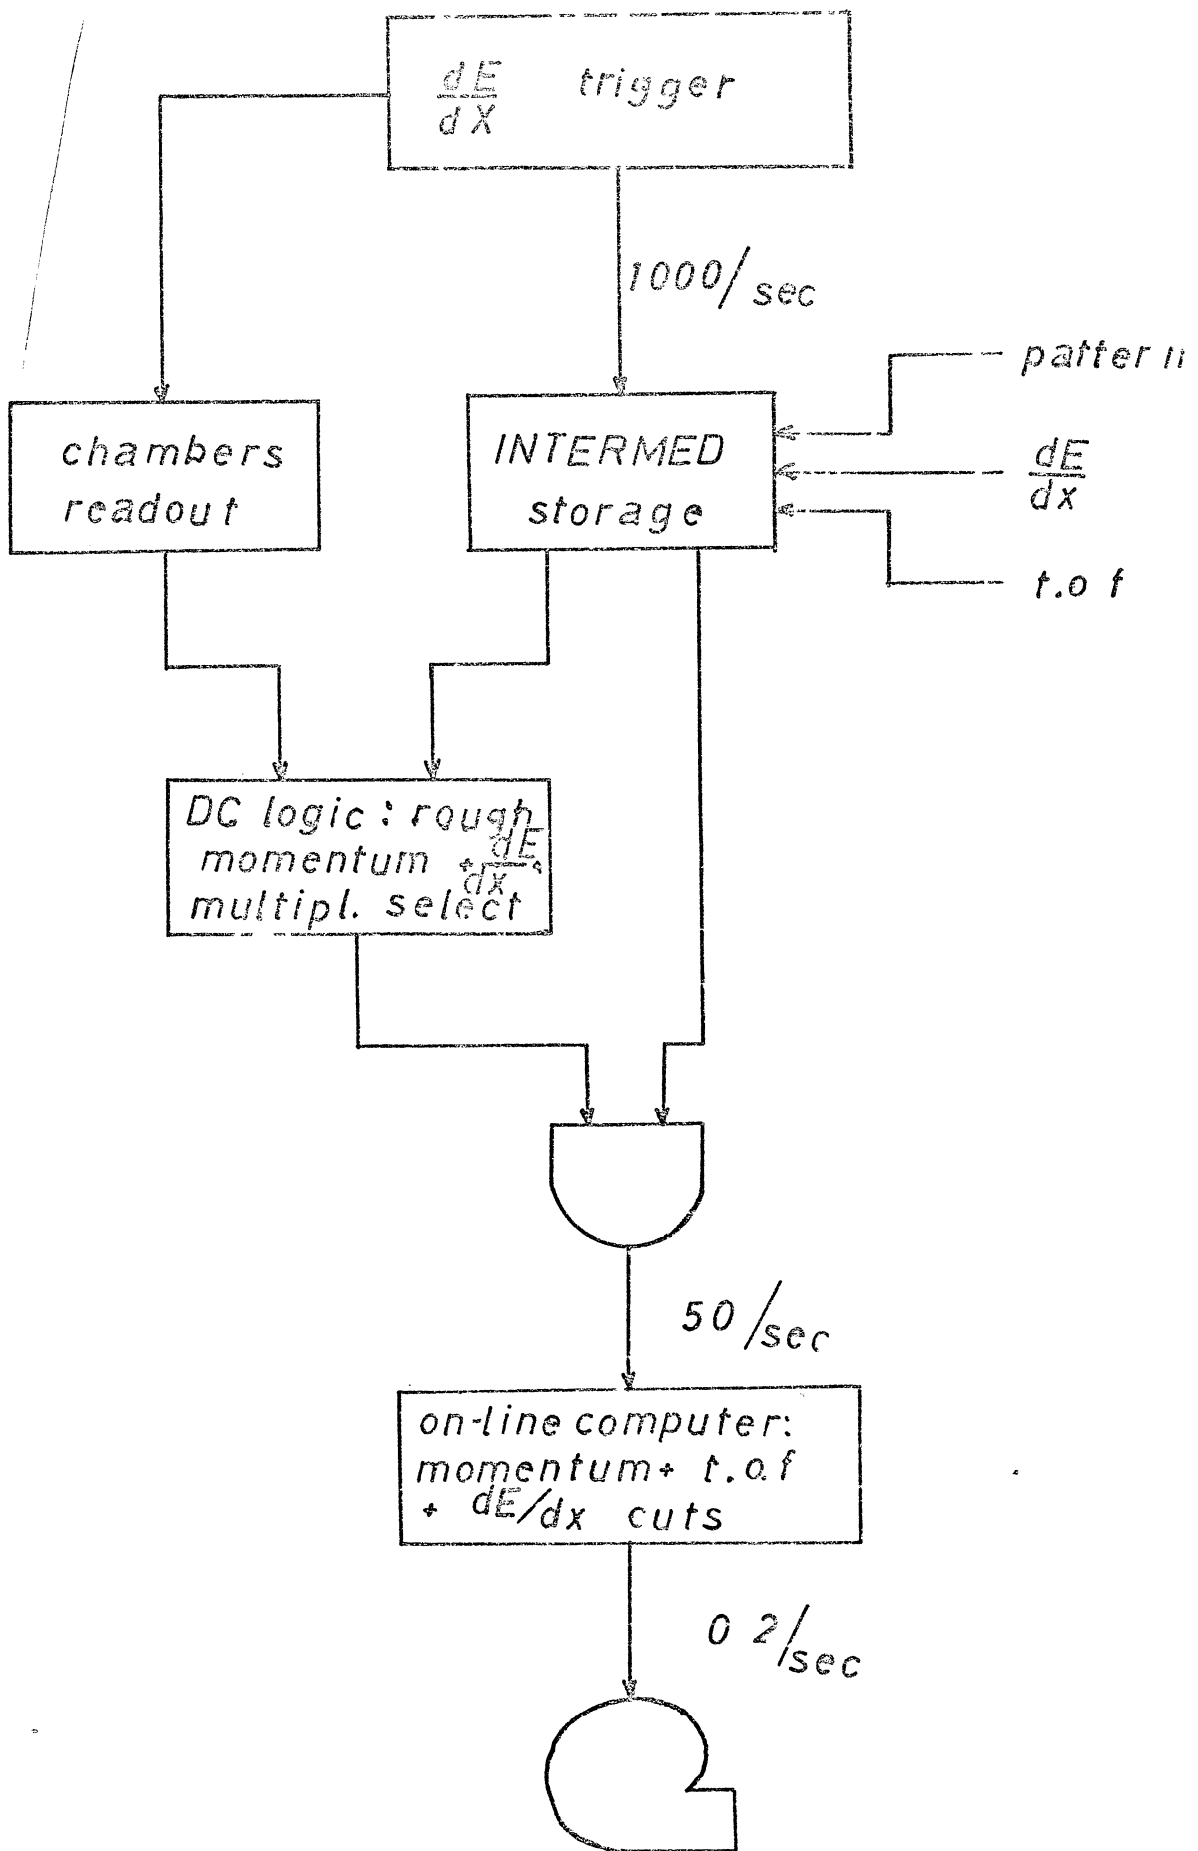 dE/dX trigger
1000/sec
pattern
chambers
readout
INTERMED
storage
dE/dx
t.o f
DC logic: rough
momentum + dE/dx
multipl. select
50/sec
on-line computer:
momentum + t.o.f
+ dE/dx cuts
0 2/sec